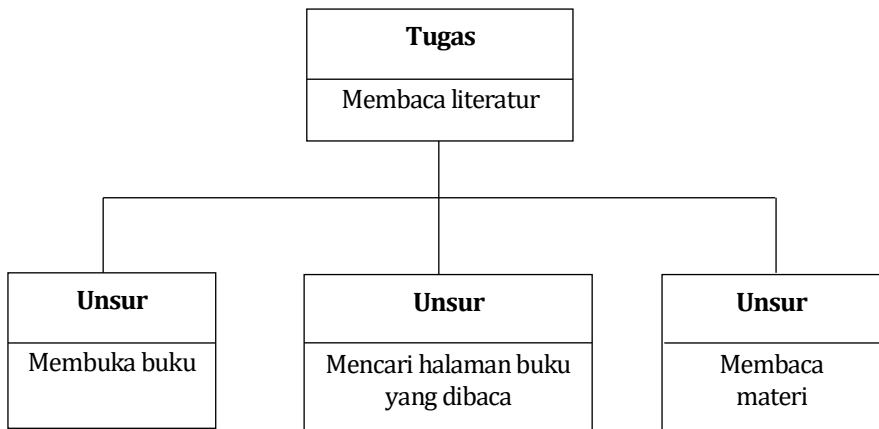 Tugas
Membaca literatur
Unsur
Membuka buku
Unsur
Mencari halaman buku
yang dibaca
Unsur
Membaca
materi